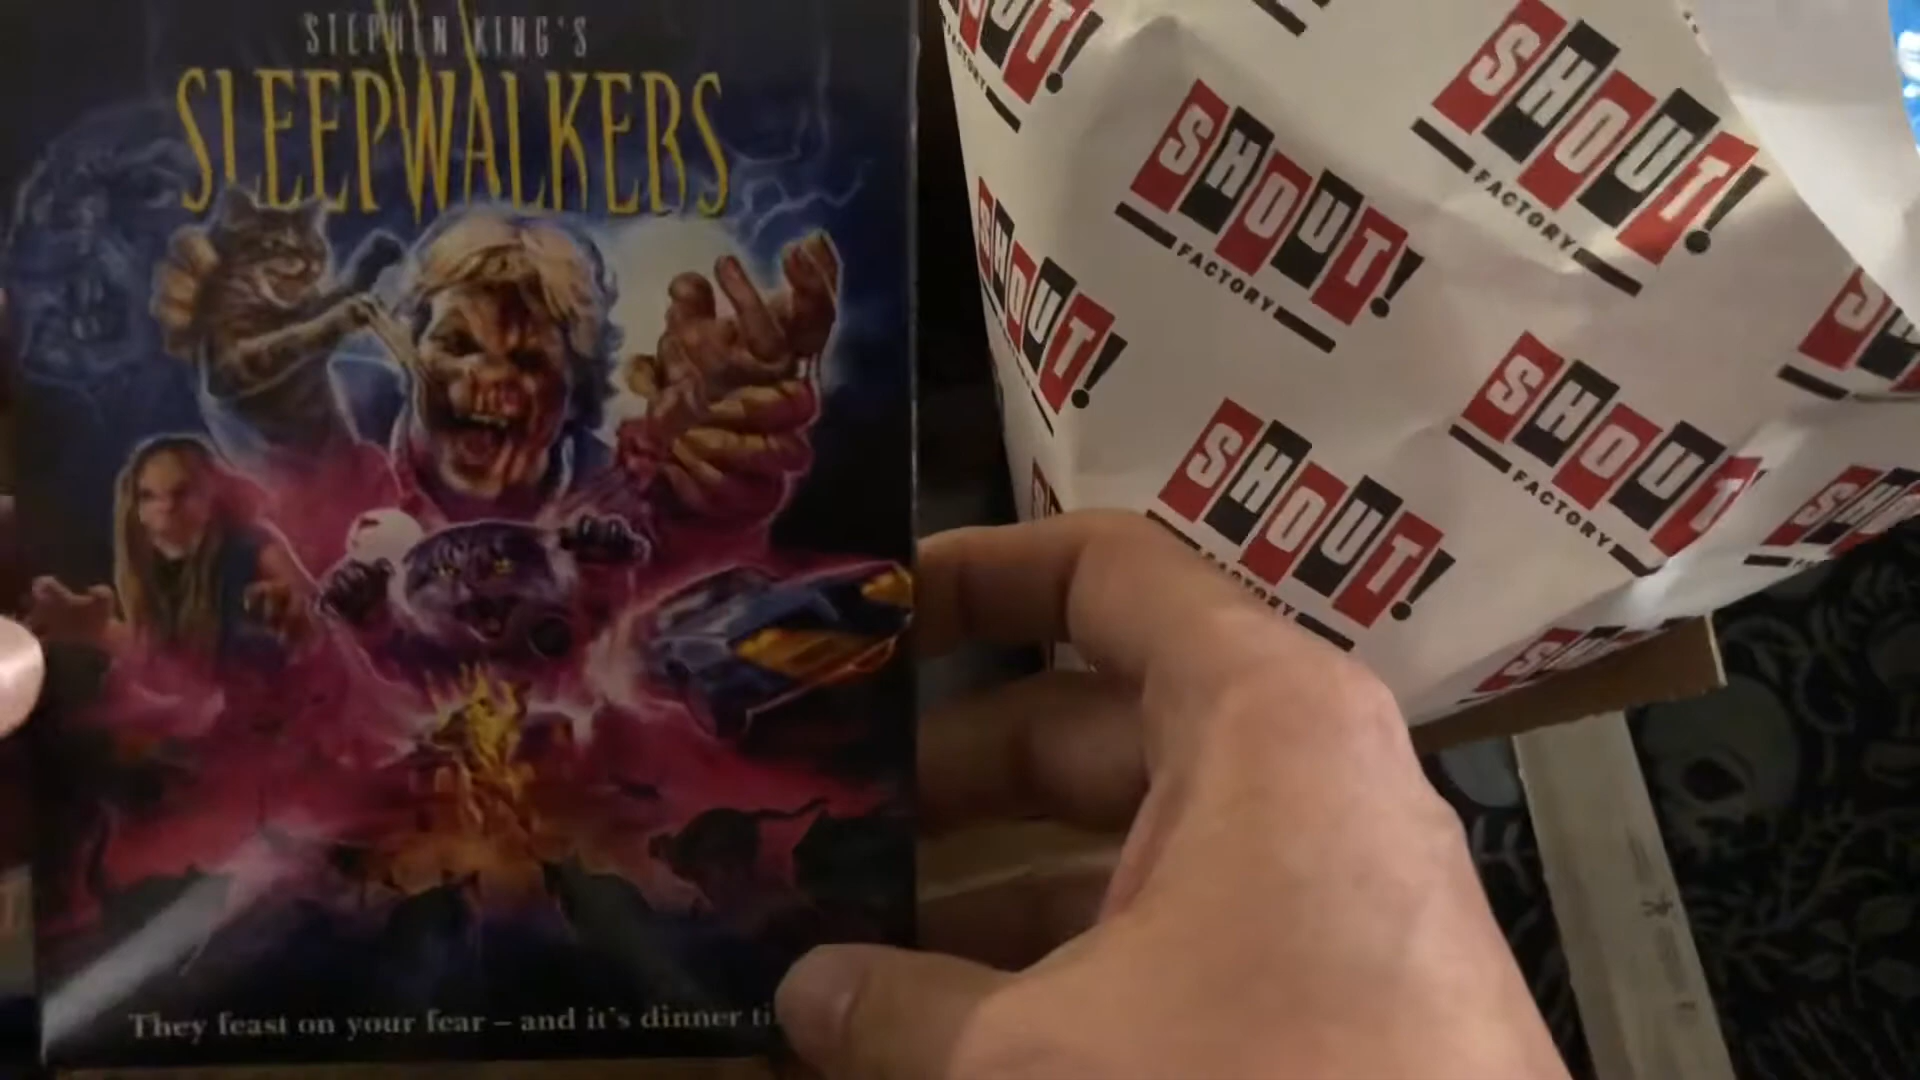 STEPHEN KING'S
SLEEPWALKERS
They feast on your fear – and it's dinner
SHOUT!
FACTORY
SHOUT!
FACTORY
SHOUT!
FACTORY
SHOUT!
FACTORY
SHOUT!
FACTORY
SHOUT!